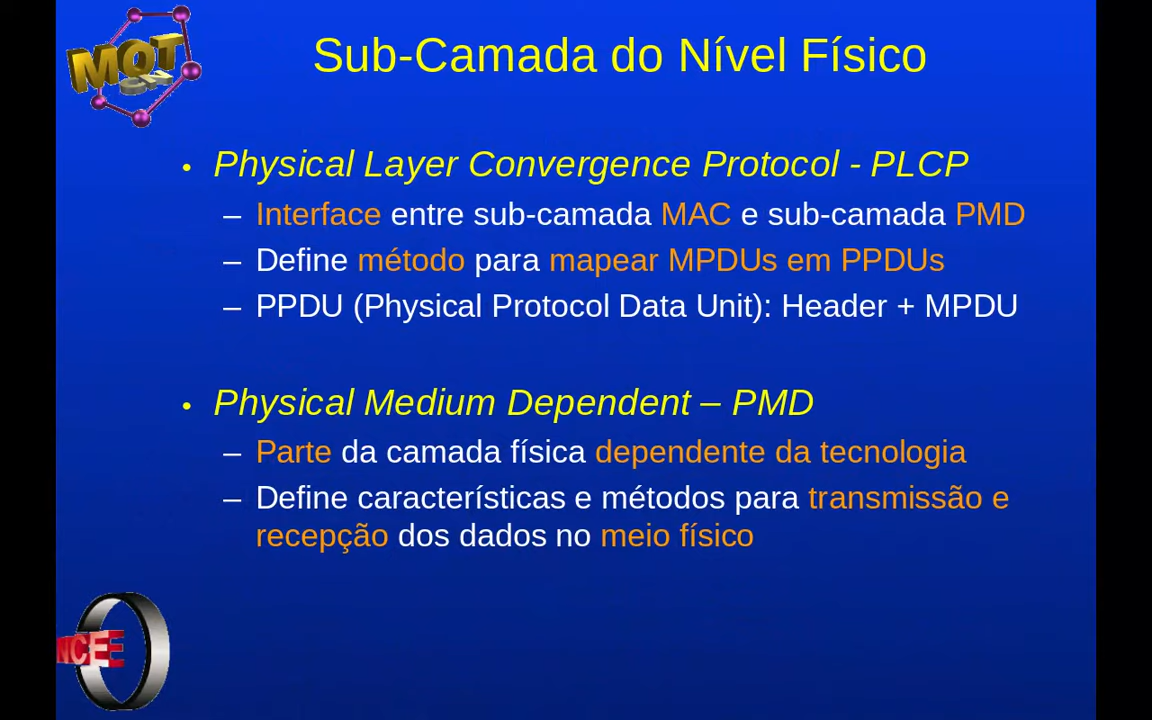 MQT
Sub-Camada do Nível Físico
• Physical Layer Convergence Protocol - PLCP
– Interface entre sub-camada MAC e sub-camada PMD
– Define método para mapear MPDUs em PPDUs
– PPDU (Physical Protocol Data Unit): Header + MPDU
• Physical Medium Dependent – PMD
– Parte da camada física dependente da tecnologia
– Define características e métodos para transmissão e
recepção dos dados no meio físico